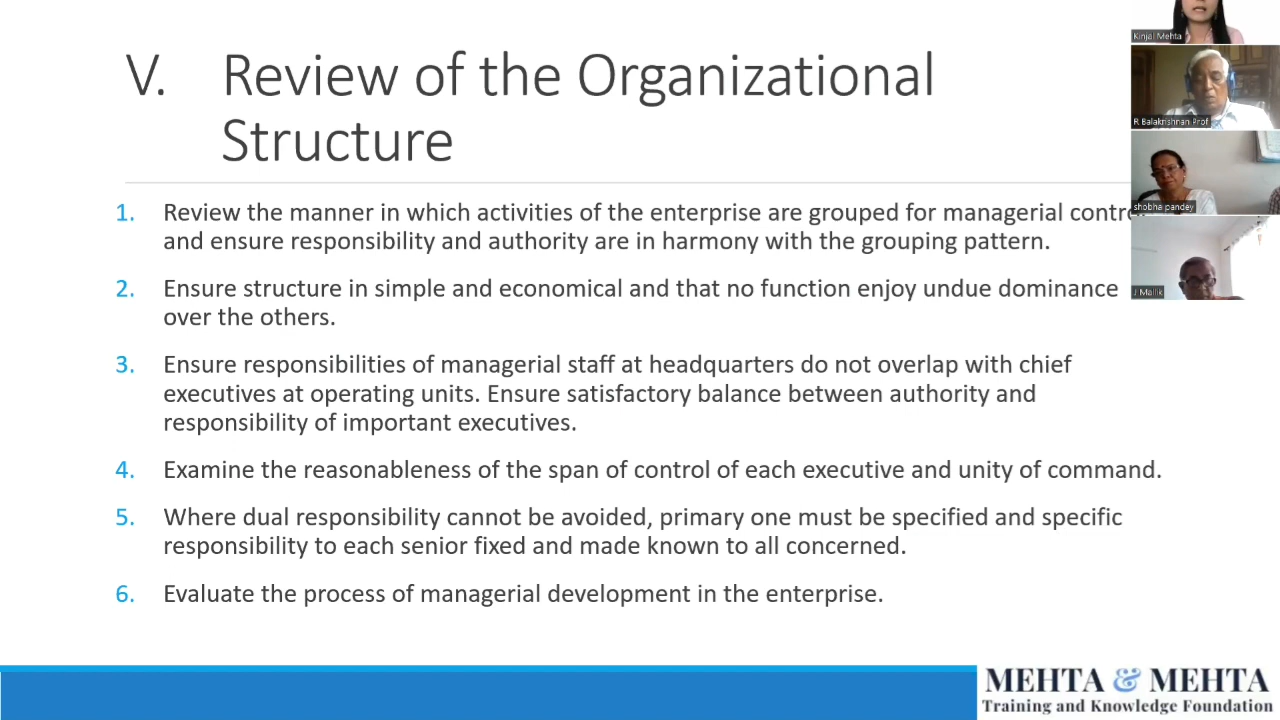 V. Review of the Organizational
Structure
1. Review the manner in which activities of the enterprise are grouped for managerial contro
and ensure responsibility and authority are in harmony with the grouping pattern.
2. Ensure structure in simple and economical and that no function enjoy undue dominance
over the others.
3. Ensure responsibilities of managerial staff at headquarters do not overlap with chief
executives at operating units. Ensure satisfactory balance between authority and
responsibility of important executives.
4. Examine the reasonableness of the span of control of each executive and unity of command.
5. Where dual responsibility cannot be avoided, primary one must be specified and specific
responsibility to each senior fixed and made known to all concerned.
6. Evaluate the process of managerial development in the enterprise.
Kinjal Mehta
R Balakrishnan Prof
shobha pandey
J Mallik
MEHTA & MEHTA
Training and Knowledge Foundation